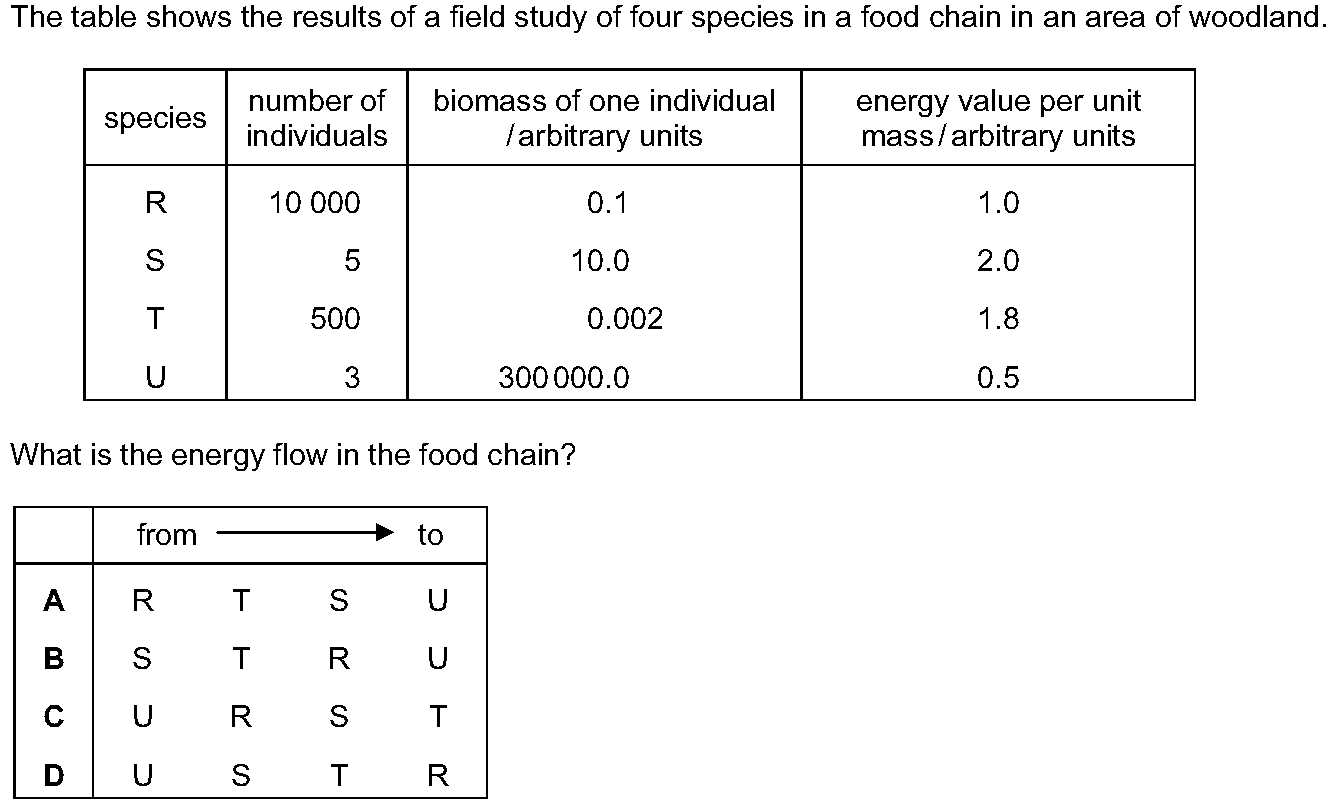 The table shows the results of a field study of four species in a food chain in an area of woodland.
species number of individuals biomass of one individual / arbitrary units energy value per unit mass / arbitrary units
R 10 000 0.1 1.0
S 5 10.0 2.0
T 500 0.002 1.8
U 3 300 000.0 0.5
What is the energy flow in the food chain?
from to
A R T S U
B S T R U
C U R S T
D U S T R